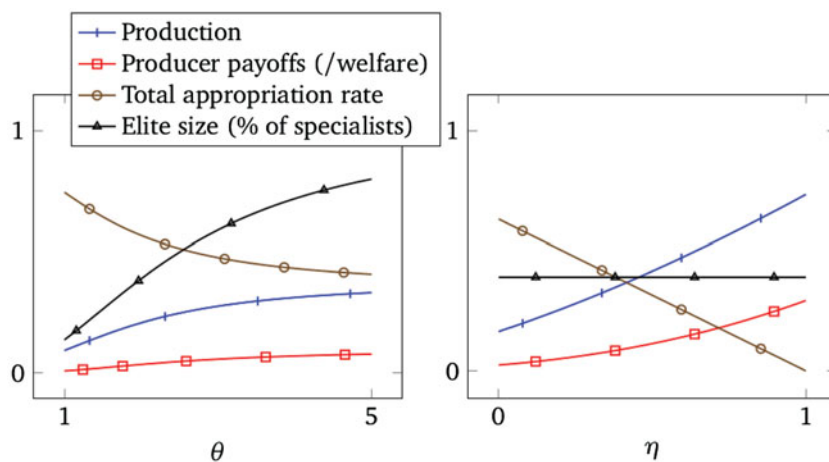 Production
Producer payoffs (/welfare)
Total appropriation rate
Elite size (% of specialists)
1
0
1
5
θ
1
0
0
1
η